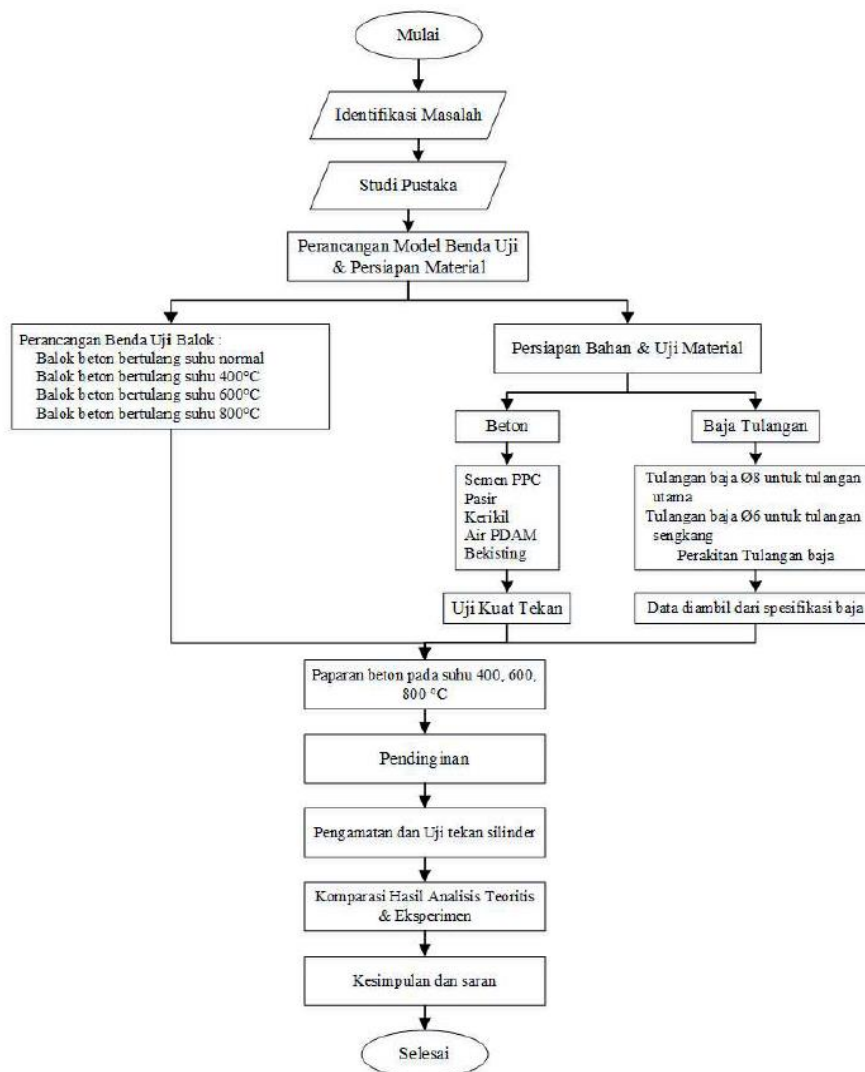 Mulai
Identifikasi Masalah
Studi Pustaka
Perancangan Model Benda Uji
& Persiapan Material
Perancangan Benda Uji Balok :
Balok beton bertulang suhu normal
Balok beton bertulang suhu 400°C
Balok beton bertulang suhu 600°C
Balok beton bertulang suhu 800°C
Persiapan Bahan & Uji Material
Beton
Semen PPC
Pasir
Kerikil
Air PDAM
Bekisting
Uji Kuat Tekan
Baja Tulangan
Tulangan baja Ø8 untuk tulangan
utama
Tulangan baja Ø6 untuk tulangan
sengkang
Perakitan Tulangan baja
Data diambil dari spesifikasi baja
Paparan beton pada suhu 400, 600,
800 °C
Pendinginan
Pengamatan dan Uji tekan silinder
Komparasi Hasil Analisis Teoritis
& Eksperimen
Kesimpulan dan saran
Selesai